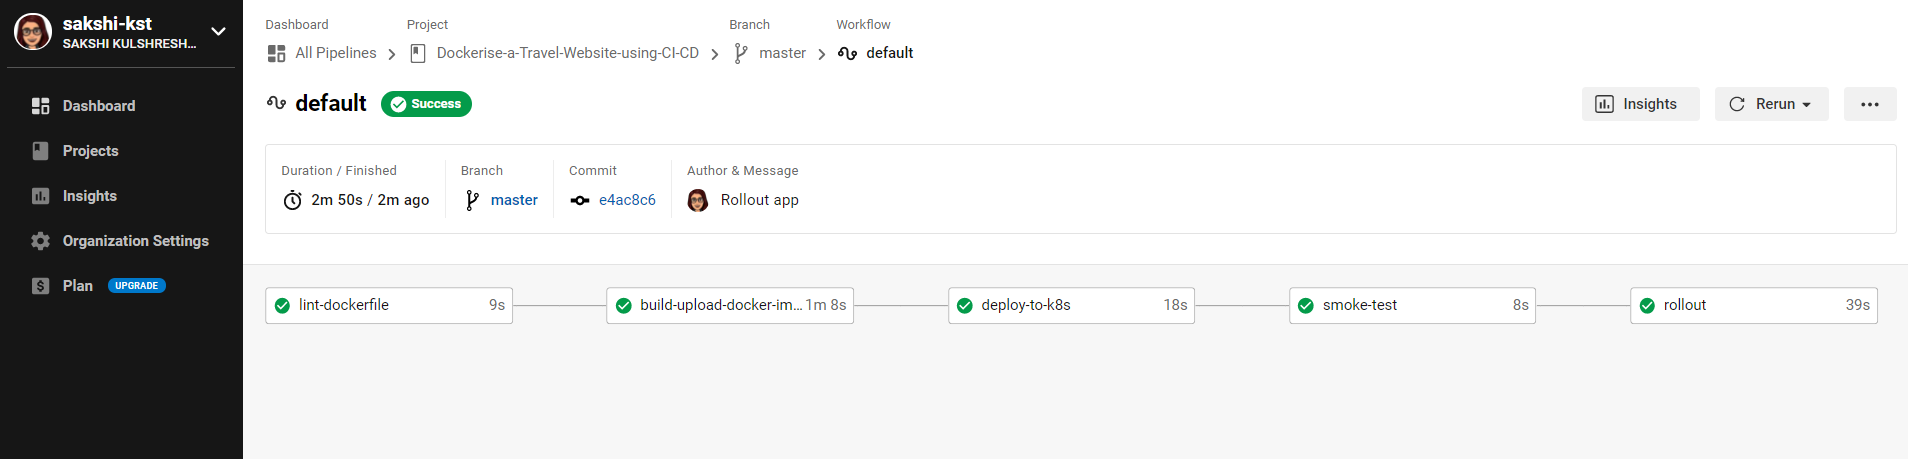 sakshi-kst
SAKSHI KULSHRESH...
Dashboard
Projects
Insights
Organization Settings
Plan UPGRADE
Dashboard Project Branch Workflow
All Pipelines Dockerise-a-Travel-Website-using-CI-CD master default
default Success
Insights Rerun
Duration / Finished Branch Commit Author & Message
2m 50s / 2m ago master e4ac8c6 Rollout app
lint-dockerfile 9s build-upload-docker-im... 1m 8s deploy-to-k8s 18s smoke-test 8s rollout 39s